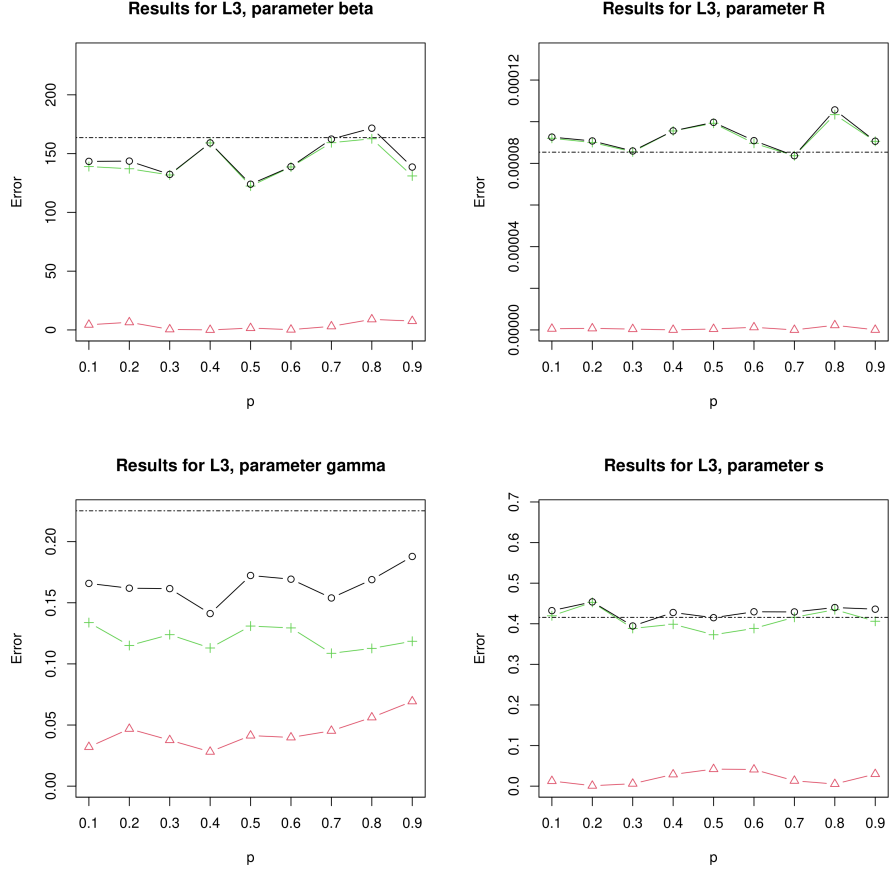 Results for L3, parameter beta
Error
0
50
100
150
200
0.1 0.2 0.3 0.4 0.5 0.6 0.7 0.8 0.9
p
Results for L3, parameter R
Error
0.00000
0.00004
0.00008
0.00012
0.1 0.2 0.3 0.4 0.5 0.6 0.7 0.8 0.9
p
Results for L3, parameter gamma
Error
0.00
0.05
0.10
0.15
0.20
0.1 0.2 0.3 0.4 0.5 0.6 0.7 0.8 0.9
p
Results for L3, parameter s
Error
0.0
0.1
0.2
0.3
0.4
0.5
0.6
0.7
0.1 0.2 0.3 0.4 0.5 0.6 0.7 0.8 0.9
p